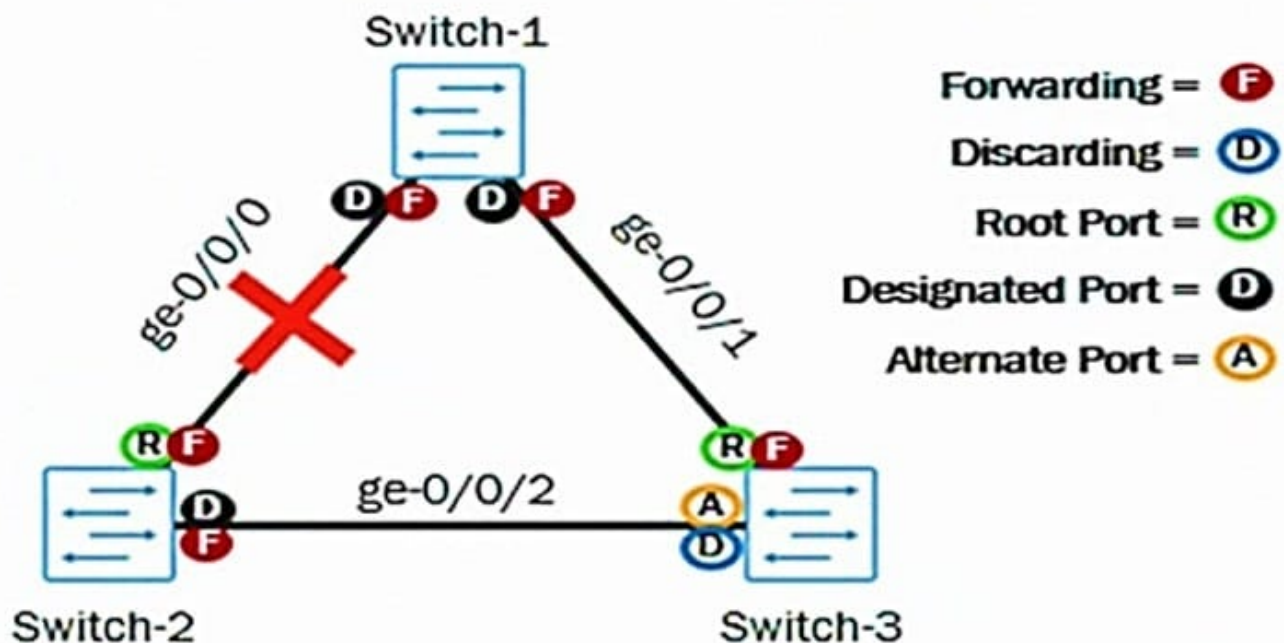 Switch-1
Forwarding = F
Discarding = D
Root Port = R
Designated Port = D
Alternate Port = A
D F D F
ge-0/0/0
ge-0/0/1
R F
R F
ge-0/0/2
D
F
A
D
Switch-2
Switch-3